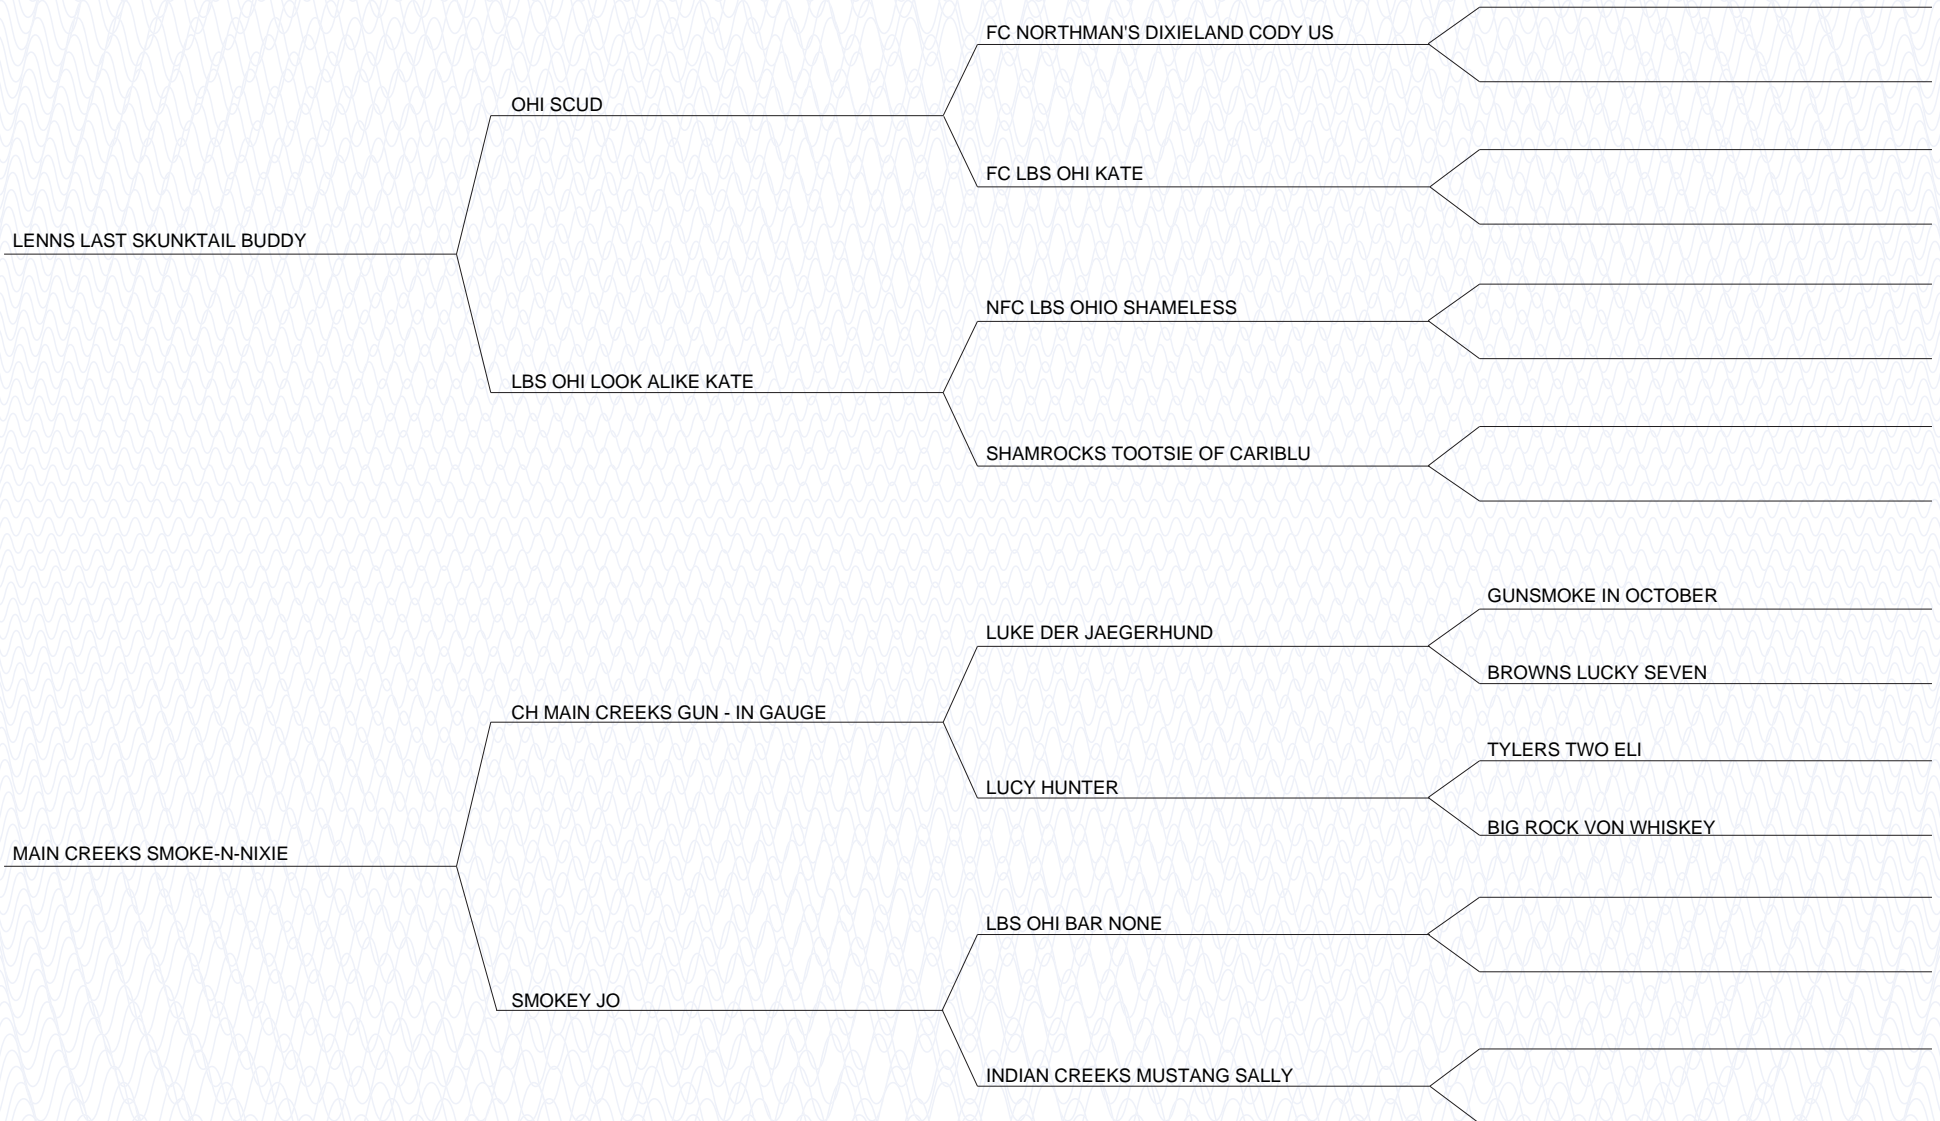 FC NORTHMAN'S DIXIELAND CODY US
OHI SCUD
FC LBS OHI KATE
LENNS LAST SKUNKTAIL BUDDY
NFC LBS OHIO SHAMELESS
LBS OHI LOOK ALIKE KATE
SHAMROCKS TOOTSIE OF CARIBLU
GUNSMOKE IN OCTOBER
LUKE DER JAEGERHUND
BROWNS LUCKY SEVEN
CH MAIN CREEKS GUN - IN GAUGE
TYLERS TWO ELI
LUCY HUNTER
BIG ROCK VON WHISKEY
MAIN CREEKS SMOKE-N-NIXIE
LBS OHI BAR NONE
SMOKEY JO
INDIAN CREEKS MUSTANG SALLY